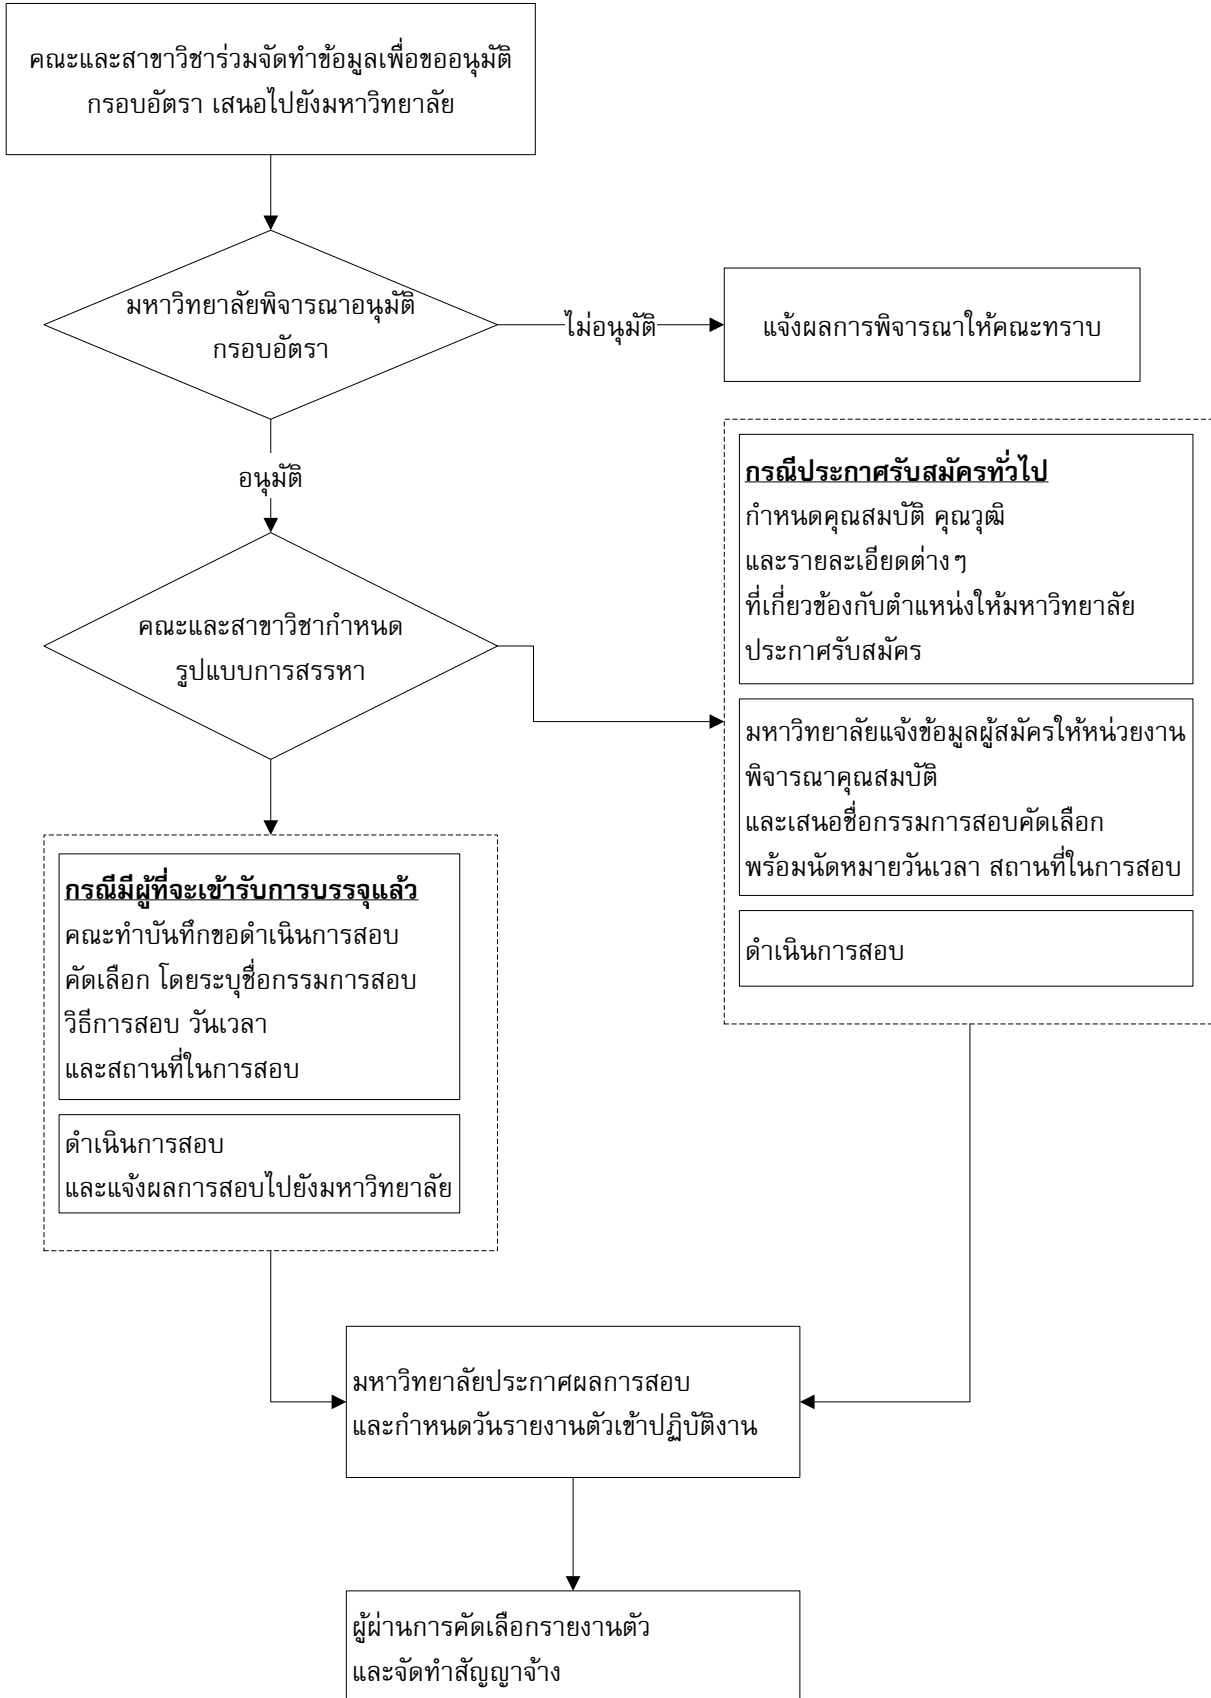 คณะและสาขาวิชาร่วมจัดทำข้อมูลเพื่อขออนุมัติ
กรอบอัตรา เสนอไปยังมหาวิทยาลัย
มหาวิทยาลัยพิจารณาอนุมัติ
กรอบอัตรา
ไม่อนุมัติ
แจ้งผลการพิจารณาให้คณะทราบ
อนุมัติ
คณะและสาขาวิชากำหนด
รูปแบบการสรรหา
กรณีประกาศรับสมัครทั่วไป
กำหนดคุณสมบัติ คุณวุฒิ
และรายละเอียดต่างๆ
ที่เกี่ยวข้องกับตำแหน่งให้มหาวิทยาลัย
ประกาศรับสมัคร
มหาวิทยาลัยแจ้งข้อมูลผู้สมัครให้หน่วยงาน
พิจารณาคุณสมบัติ
และเสนอชื่อกรรมการสอบคัดเลือก
พร้อมนัดหมายวันเวลา สถานที่ในการสอบ
ดำเนินการสอบ
กรณีมีผู้ที่จะเข้ารับการบรรจุแล้ว
คณะทำบันทึกขอดำเนินการสอบ
คัดเลือก โดยระบุชื่อกรรมการสอบ
วิธีการสอบ วันเวลา
และสถานที่ในการสอบ
ดำเนินการสอบ
และแจ้งผลการสอบไปยังมหาวิทยาลัย
มหาวิทยาลัยประกาศผลการสอบ
และกำหนดวันรายงานตัวเข้าปฏิบัติงาน
ผู้ผ่านการคัดเลือกรายงานตัว
และจัดทำสัญญาจ้าง